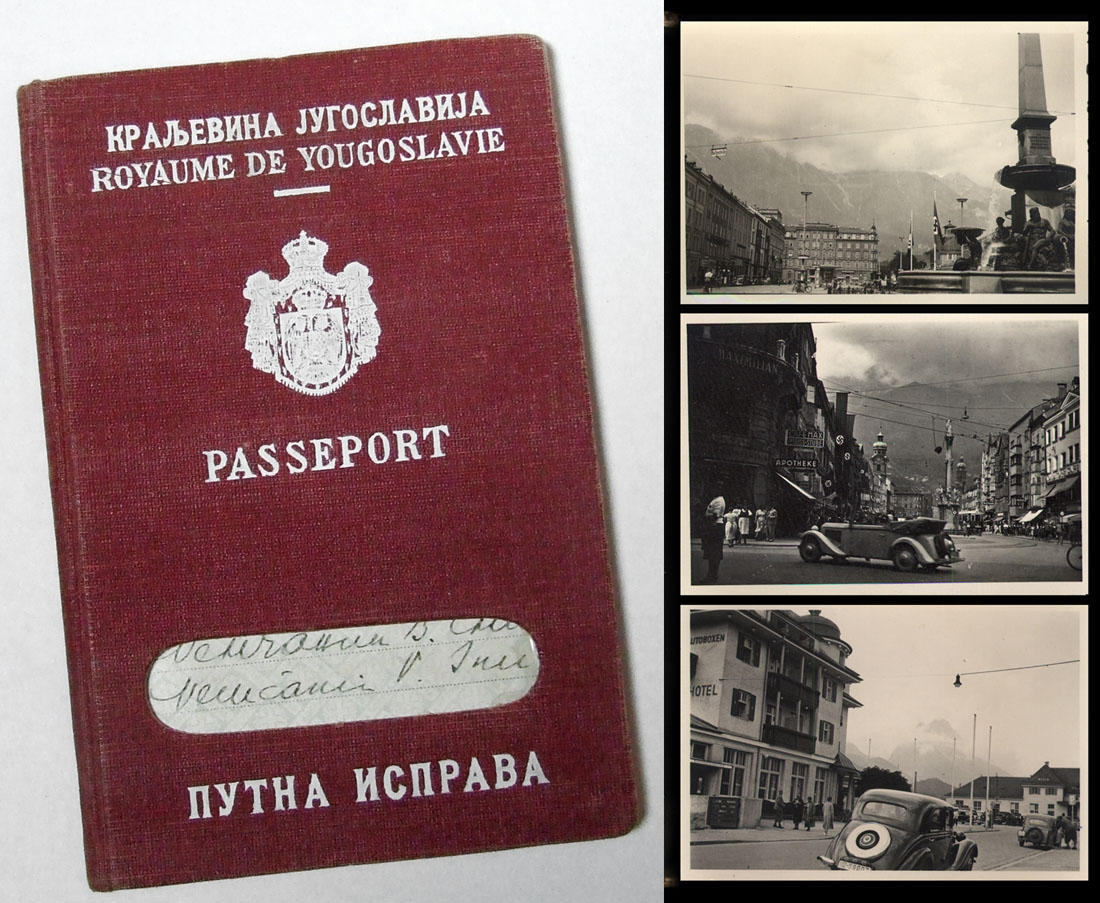 КРАЉЕВИНА ЈУГОСЛАВИЈА
ROYAUME DE YOUGOSLAVIE
PASSEPORT
В.
V.
ПУТНА ИСПРАВА
MAXIMILIAN
APOTHEKE
AUTOBOXEN
HOTEL